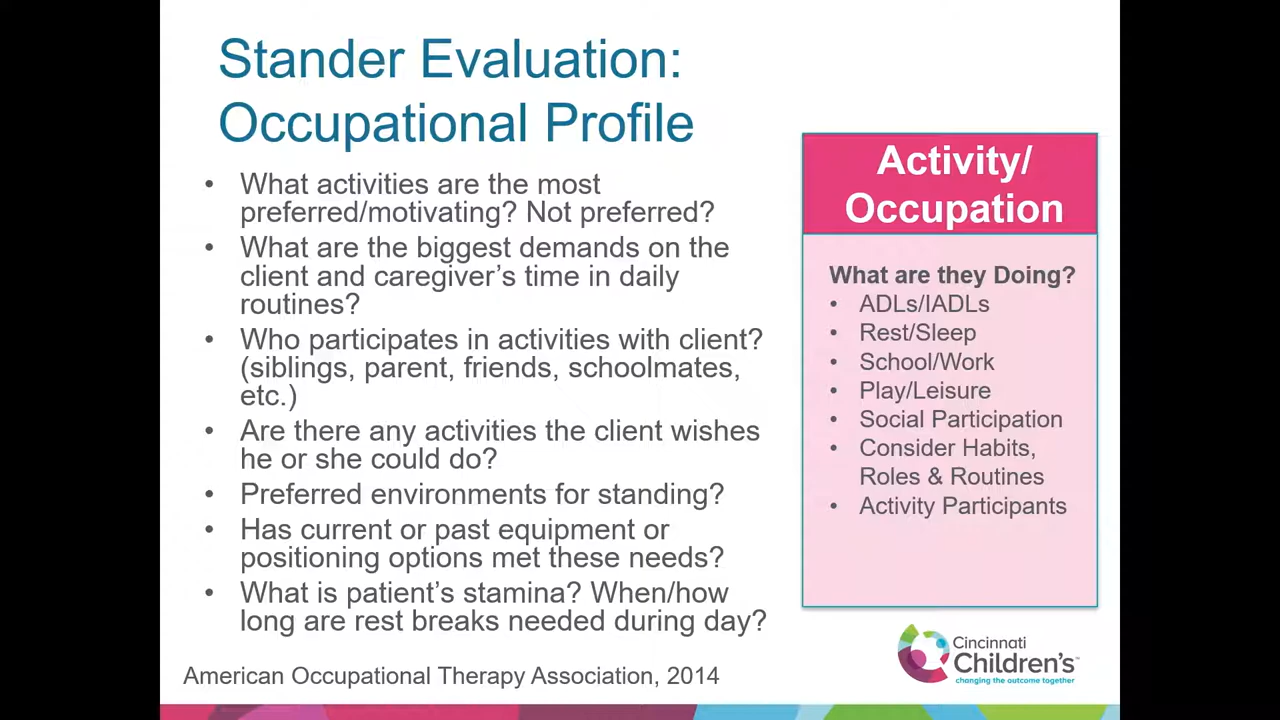 Stander Evaluation:
Occupational Profile
• What activities are the most
preferred/motivating? Not preferred?
• What are the biggest demands on the
client and caregiver’s time in daily
routines?
• Who participates in activities with client?
(siblings, parent, friends, schoolmates,
etc.)
• Are there any activities the client wishes
he or she could do?
• Preferred environments for standing?
• Has current or past equipment or
positioning options met these needs?
• What is patient’s stamina? When/how
long are rest breaks needed during day?
American Occupational Therapy Association, 2014
Activity/
Occupation
What are they Doing?
• ADLs/IADLs
• Rest/Sleep
• School/Work
• Play/Leisure
• Social Participation
• Consider Habits,
Roles & Routines
• Activity Participants
Cincinnati
Children's™
changing the outcome together